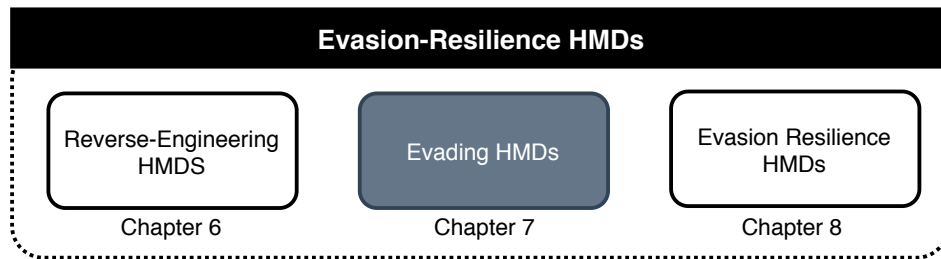 Evasion-Resilience HMDs
Reverse-Engineering
HMDS
Evading HMDs
Evasion Resilience
HMDs
Chapter 6
Chapter 7
Chapter 8